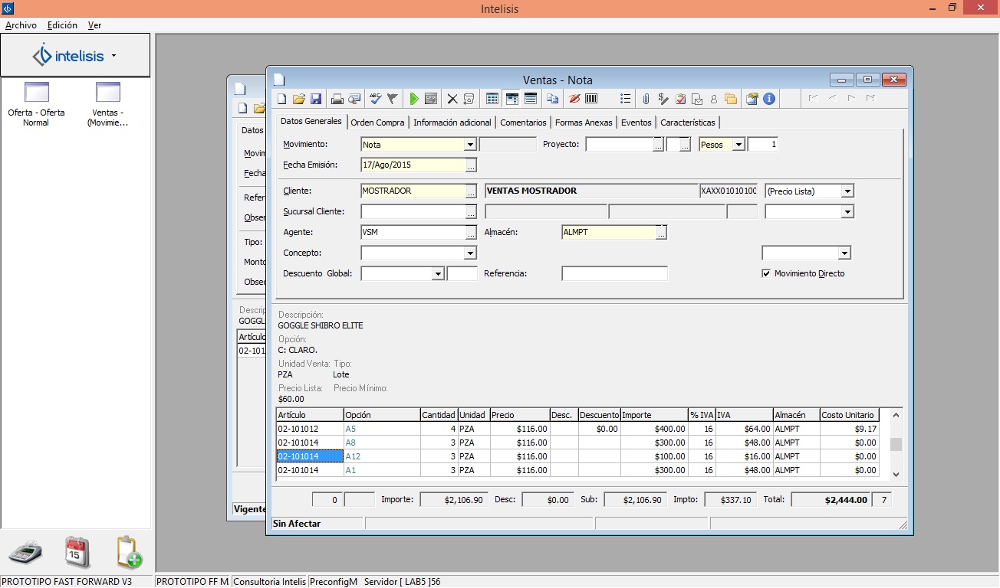 Intelisis
Archivo Edición Ver
intelisis
Oferta - Oferta Normal
Ventas - (Movimie...
Ventas - Nota
Datos Generales Orden Compra Información adicional Comentarios Formas Anexas Eventos Características
Movimiento: Nota Proyecto: ... ... Pesos 1
Fecha Emisión: 17/Ago/2015 ...
Cliente: MOSTRADOR ... VENTAS MOSTRADOR XAXX01010100 (Precio Lista)
Sucursal Cliente: ...
Agente: VSM ... Almacén: ALMPT ...
Concepto:
Descuento Global: Referencia: Movimiento Directo
Datos
Movim
Fecha
Refer
Obser
Tipo:
Monto
Descrip
GOGGLE
Artículo
02-101
Vigente
Descripción:
GOGGLE SHIBRO ELITE
Opción:
C: CLARO.
Unidad Venta: Tipo:
PZA Lote
Precio Lista: Precio Mínimo:
$60.00
Artículo Opción Cantidad Unidad Precio Desc. Descuento Importe % IVA IVA Almacén Costo Unitario
02-101012 A5 4 PZA $116.00 $0.00 $400.00 16 $64.00 ALMPT $9.17
02-101014 A8 3 PZA $116.00 $300.00 16 $48.00 ALMPT $0.00
02-101014 A12 3 PZA $116.00 $100.00 16 $16.00 ALMPT $0.00
02-101014 A1 3 PZA $116.00 $300.00 16 $48.00 ALMPT $0.00
0 Importe: $2,106.90 Desc: $0.00 Sub: $2,106.90 Impto: $337.10 Total: $2,444.00 7
Sin Afectar
15
PROTOTIPO FAST FORWARD V3 PROTOTIPO FF M. Consultoria Intelis PreconfigM Servidor [ LAB5 ]56